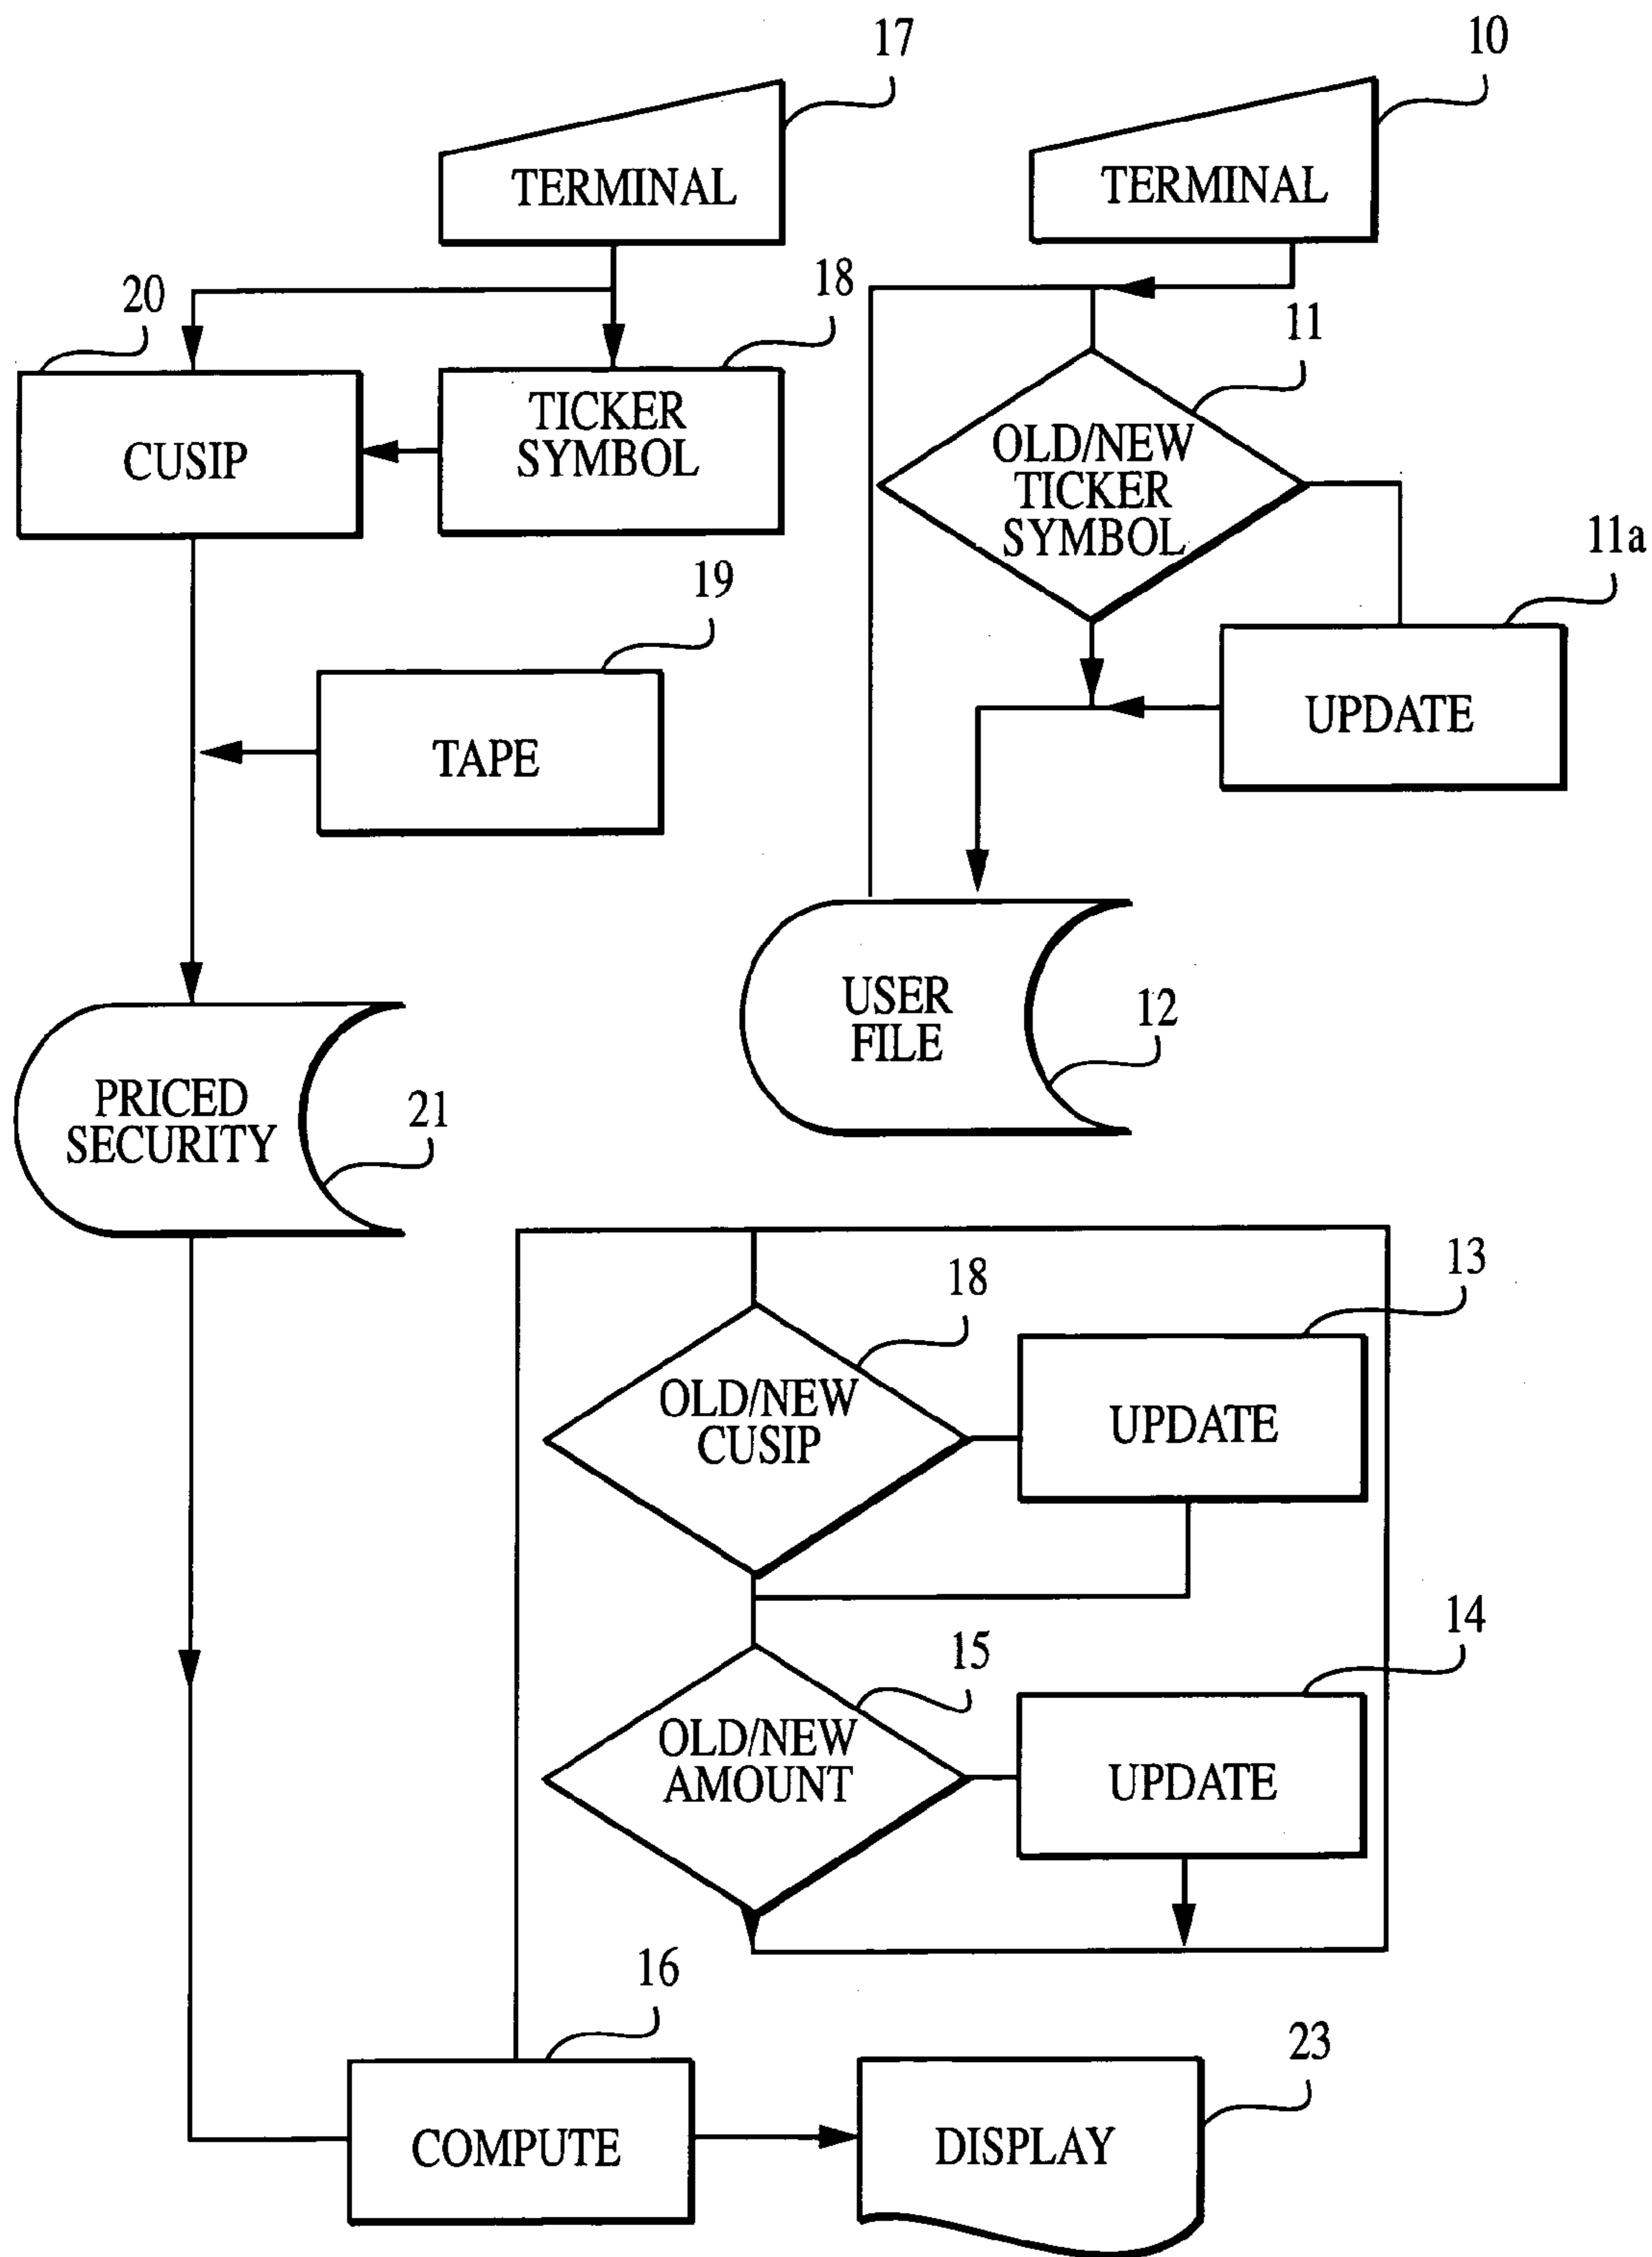 17
10
TERMINAL
TERMINAL
20
18
11
TICKER
SYMBOL
CUSIP
OLD/NEW
TICKER
SYMBOL
11a
19
UPDATE
TAPE
USER
FILE
12
PRICED
SECURITY
21
18
13
OLD/NEW
CUSIP
UPDATE
15
14
OLD/NEW
AMOUNT
UPDATE
16
23
COMPUTE
DISPLAY